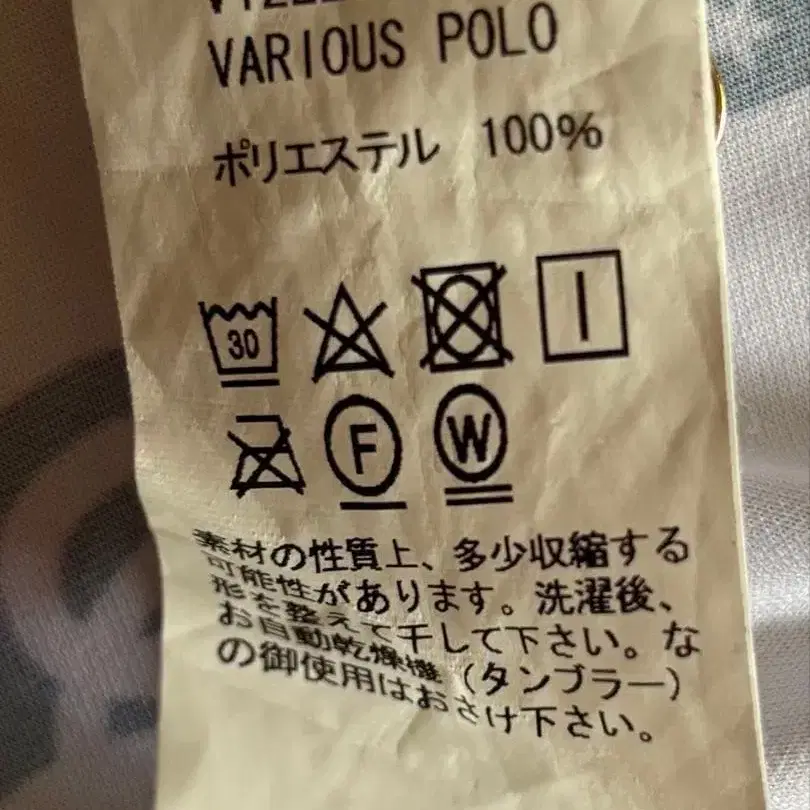 VARIOUS POLO
ポリエステル 100%
30
F W
素材の性質上、多少収縮する
可能性があります。洗濯後、
形を整えて干して下さい。な
お自動乾燥機(タンブラー)
の御使用はおさけ下さい。